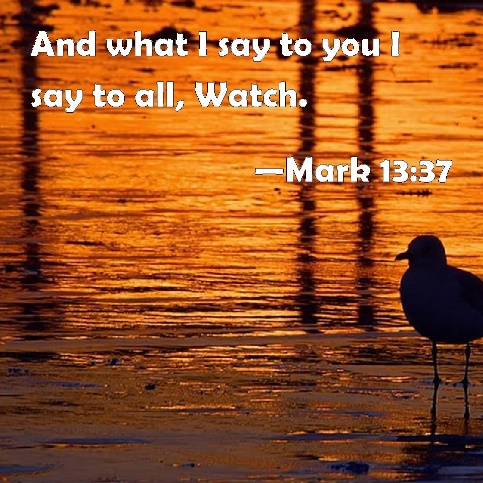 And what I say to you I
say to all, Watch.
—Mark 13:37